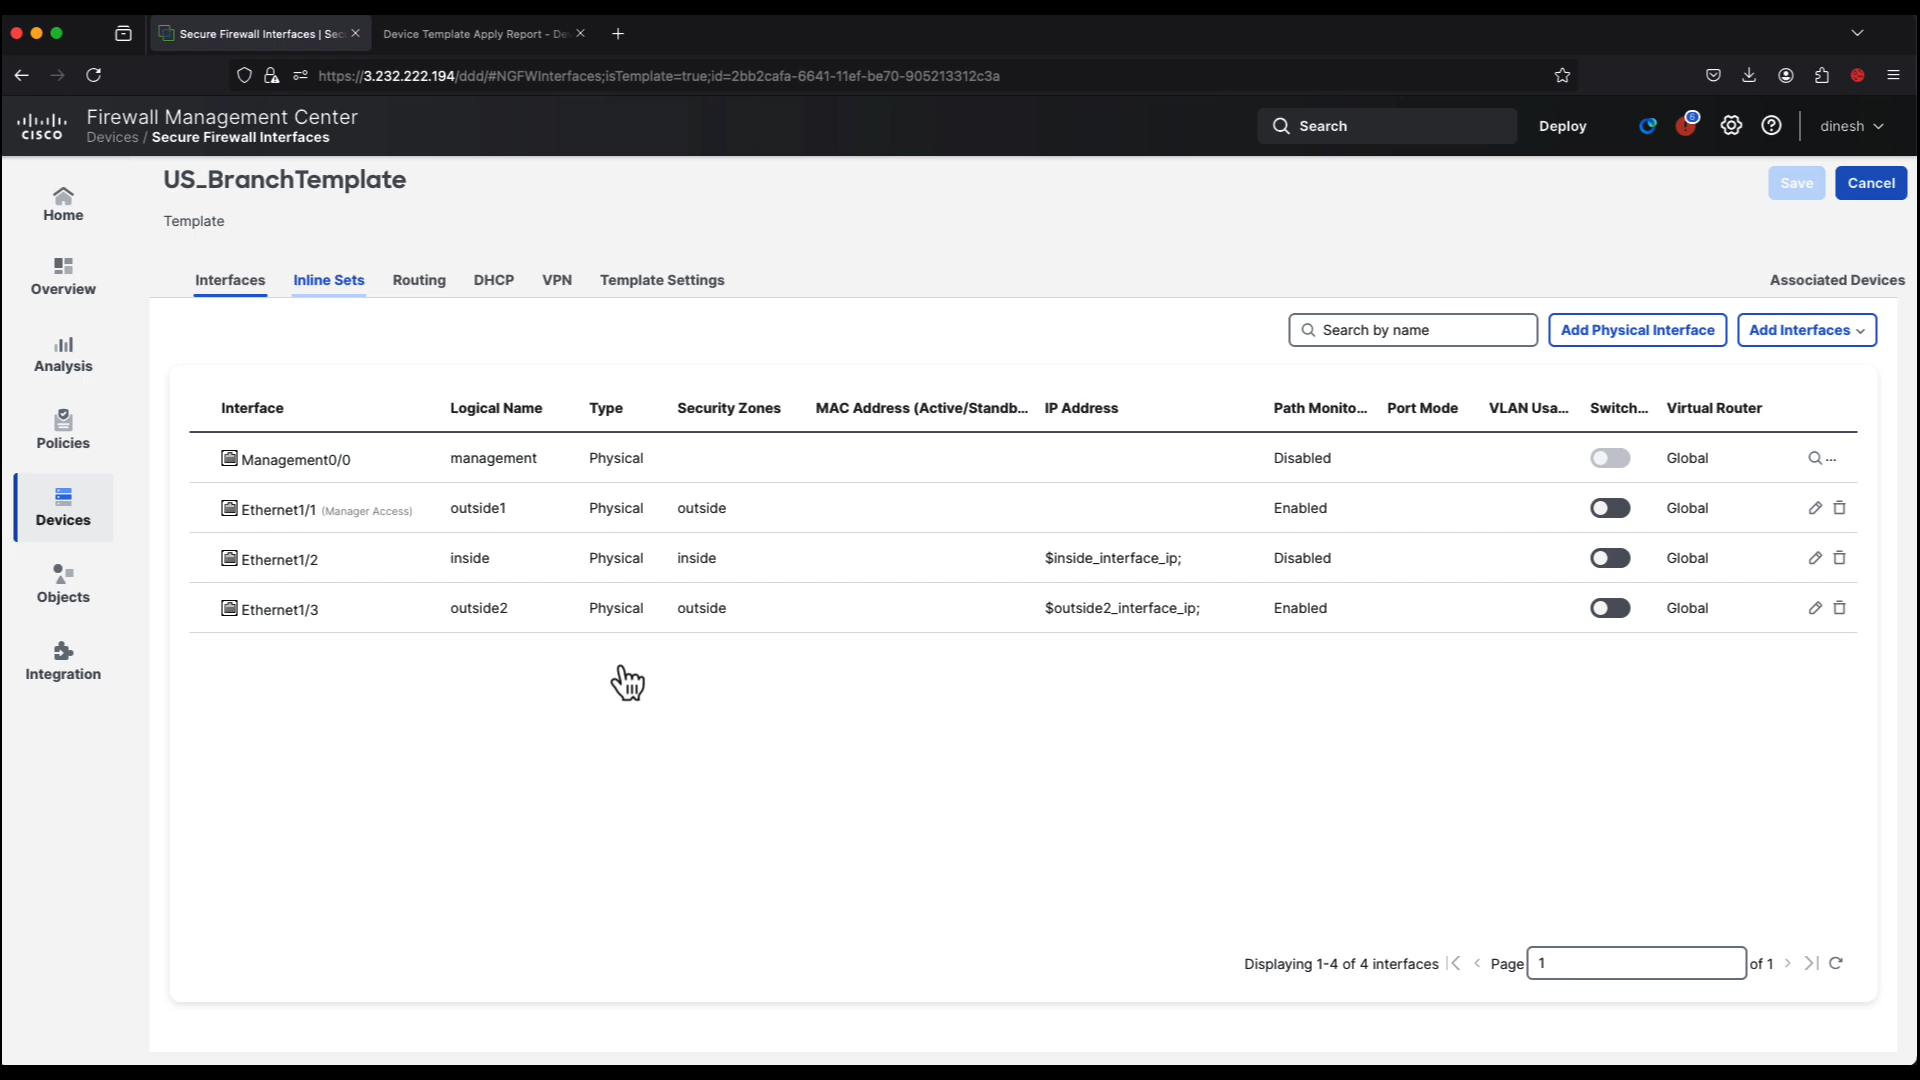 Secure Firewall Interfaces | Sec
Device Template Apply Report - De
https://3.232.222.194/ddd/#NGFWInterfaces;isTemplate=true;id=2bb2cafa-6641-11ef-be70-905213312c3a
CISCO
Firewall Management Center
Devices / Secure Firewall Interfaces
Search
Deploy
6
dinesh
Home
Overview
Analysis
Policies
Devices
Objects
Integration
US_BranchTemplate
Save
Cancel
Template
Interfaces Inline Sets Routing DHCP VPN Template Settings Associated Devices
Search by name Add Physical Interface Add Interfaces
Interface Logical Name Type Security Zones MAC Address (Active/Standb... IP Address Path Monito... Port Mode VLAN Usa... Switch... Virtual Router
Management0/0 management Physical Disabled Global ...
Ethernet1/1 (Manager Access) outside1 Physical outside Enabled Global
Ethernet1/2 inside Physical inside $inside_interface_ip; Disabled Global
Ethernet1/3 outside2 Physical outside $outside2_interface_ip; Enabled Global
Displaying 1-4 of 4 interfaces Page 1 of 1